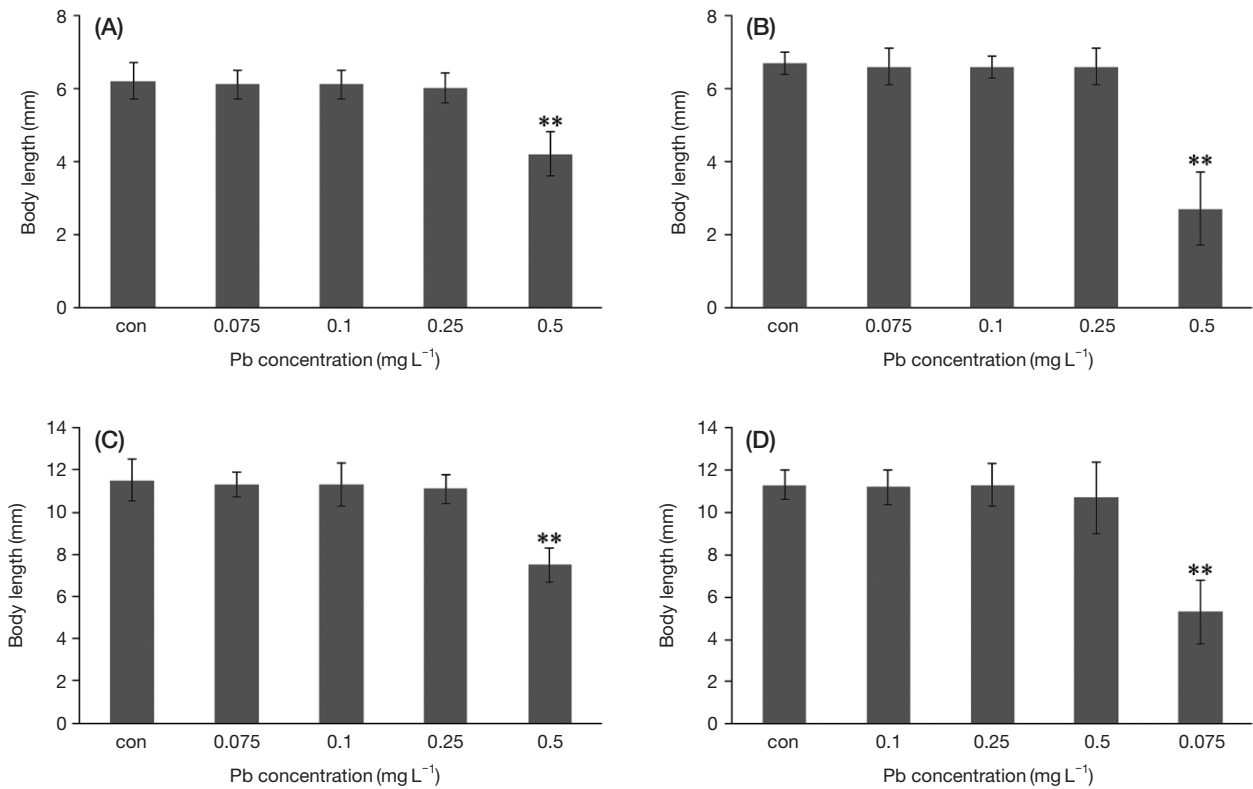 (A)
Body length (mm)
8
6
4
2
0
**
con 0.075 0.1 0.25 0.5
Pb concentration (mg L⁻¹)
(B)
Body length (mm)
8
6
4
2
0
**
con 0.075 0.1 0.25 0.5
Pb concentration (mg L⁻¹)
(C)
Body length (mm)
14
12
10
8
6
4
2
0
**
con 0.075 0.1 0.25 0.5
Pb concentration (mg L⁻¹)
(D)
Body length (mm)
14
12
10
8
6
4
2
0
**
con 0.1 0.25 0.5 0.075
Pb concentration (mg L⁻¹)